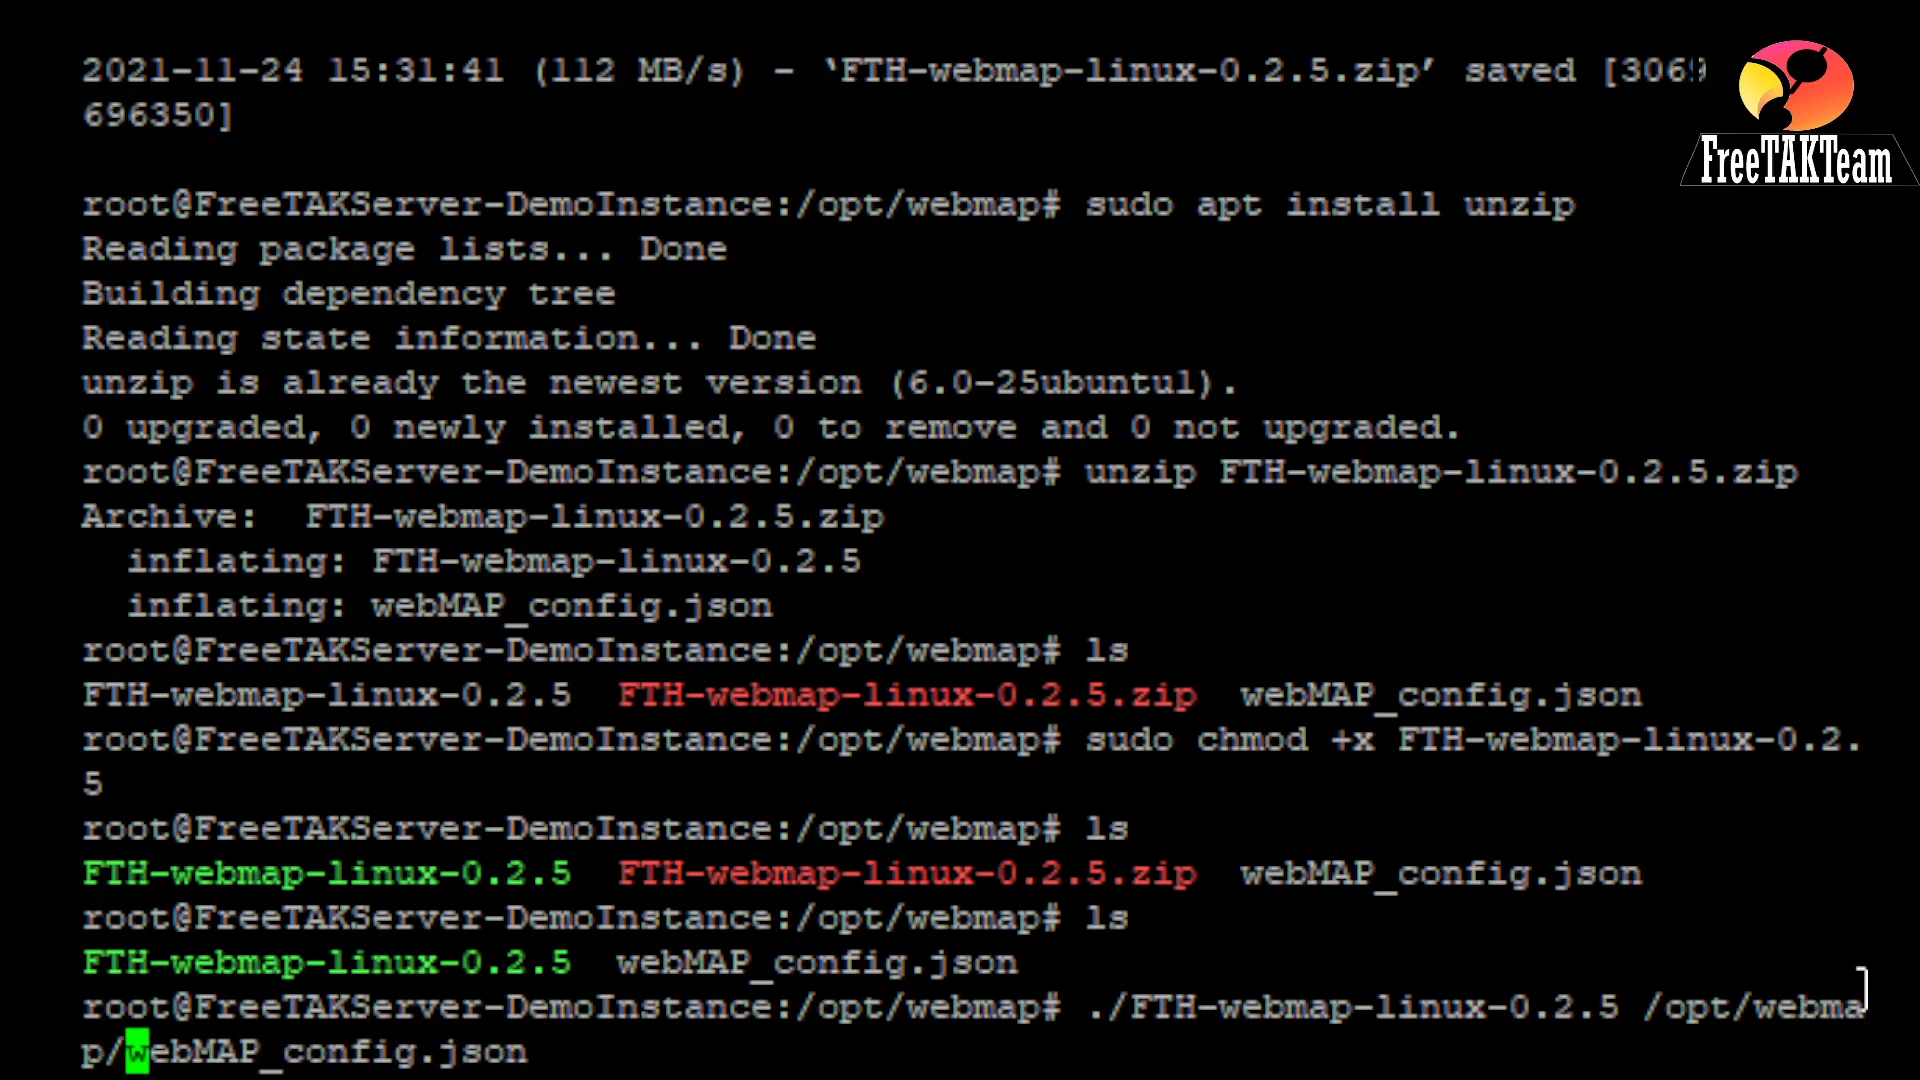 2021-11-24 15:31:41 (112 MB/s) - ‘FTH-webmap-linux-0.2.5.zip’ saved [3069
696350]
FreeTAKTeam
root@FreeTAKServer-DemoInstance:/opt/webmap# sudo apt install unzip
Reading package lists... Done
Building dependency tree
Reading state information... Done
unzip is already the newest version (6.0-25ubuntu1).
0 upgraded, 0 newly installed, 0 to remove and 0 not upgraded.
root@FreeTAKServer-DemoInstance:/opt/webmap# unzip FTH-webmap-linux-0.2.5.zip
Archive:  FTH-webmap-linux-0.2.5.zip
  inflating: FTH-webmap-linux-0.2.5
  inflating: webMAP_config.json
root@FreeTAKServer-DemoInstance:/opt/webmap# ls
FTH-webmap-linux-0.2.5  FTH-webmap-linux-0.2.5.zip  webMAP_config.json
root@FreeTAKServer-DemoInstance:/opt/webmap# sudo chmod +x FTH-webmap-linux-0.2.
5
root@FreeTAKServer-DemoInstance:/opt/webmap# ls
FTH-webmap-linux-0.2.5  FTH-webmap-linux-0.2.5.zip  webMAP_config.json
root@FreeTAKServer-DemoInstance:/opt/webmap# ls
FTH-webmap-linux-0.2.5  webMAP_config.json
root@FreeTAKServer-DemoInstance:/opt/webmap# ./FTH-webmap-linux-0.2.5 /opt/webma
p/webMAP_config.json